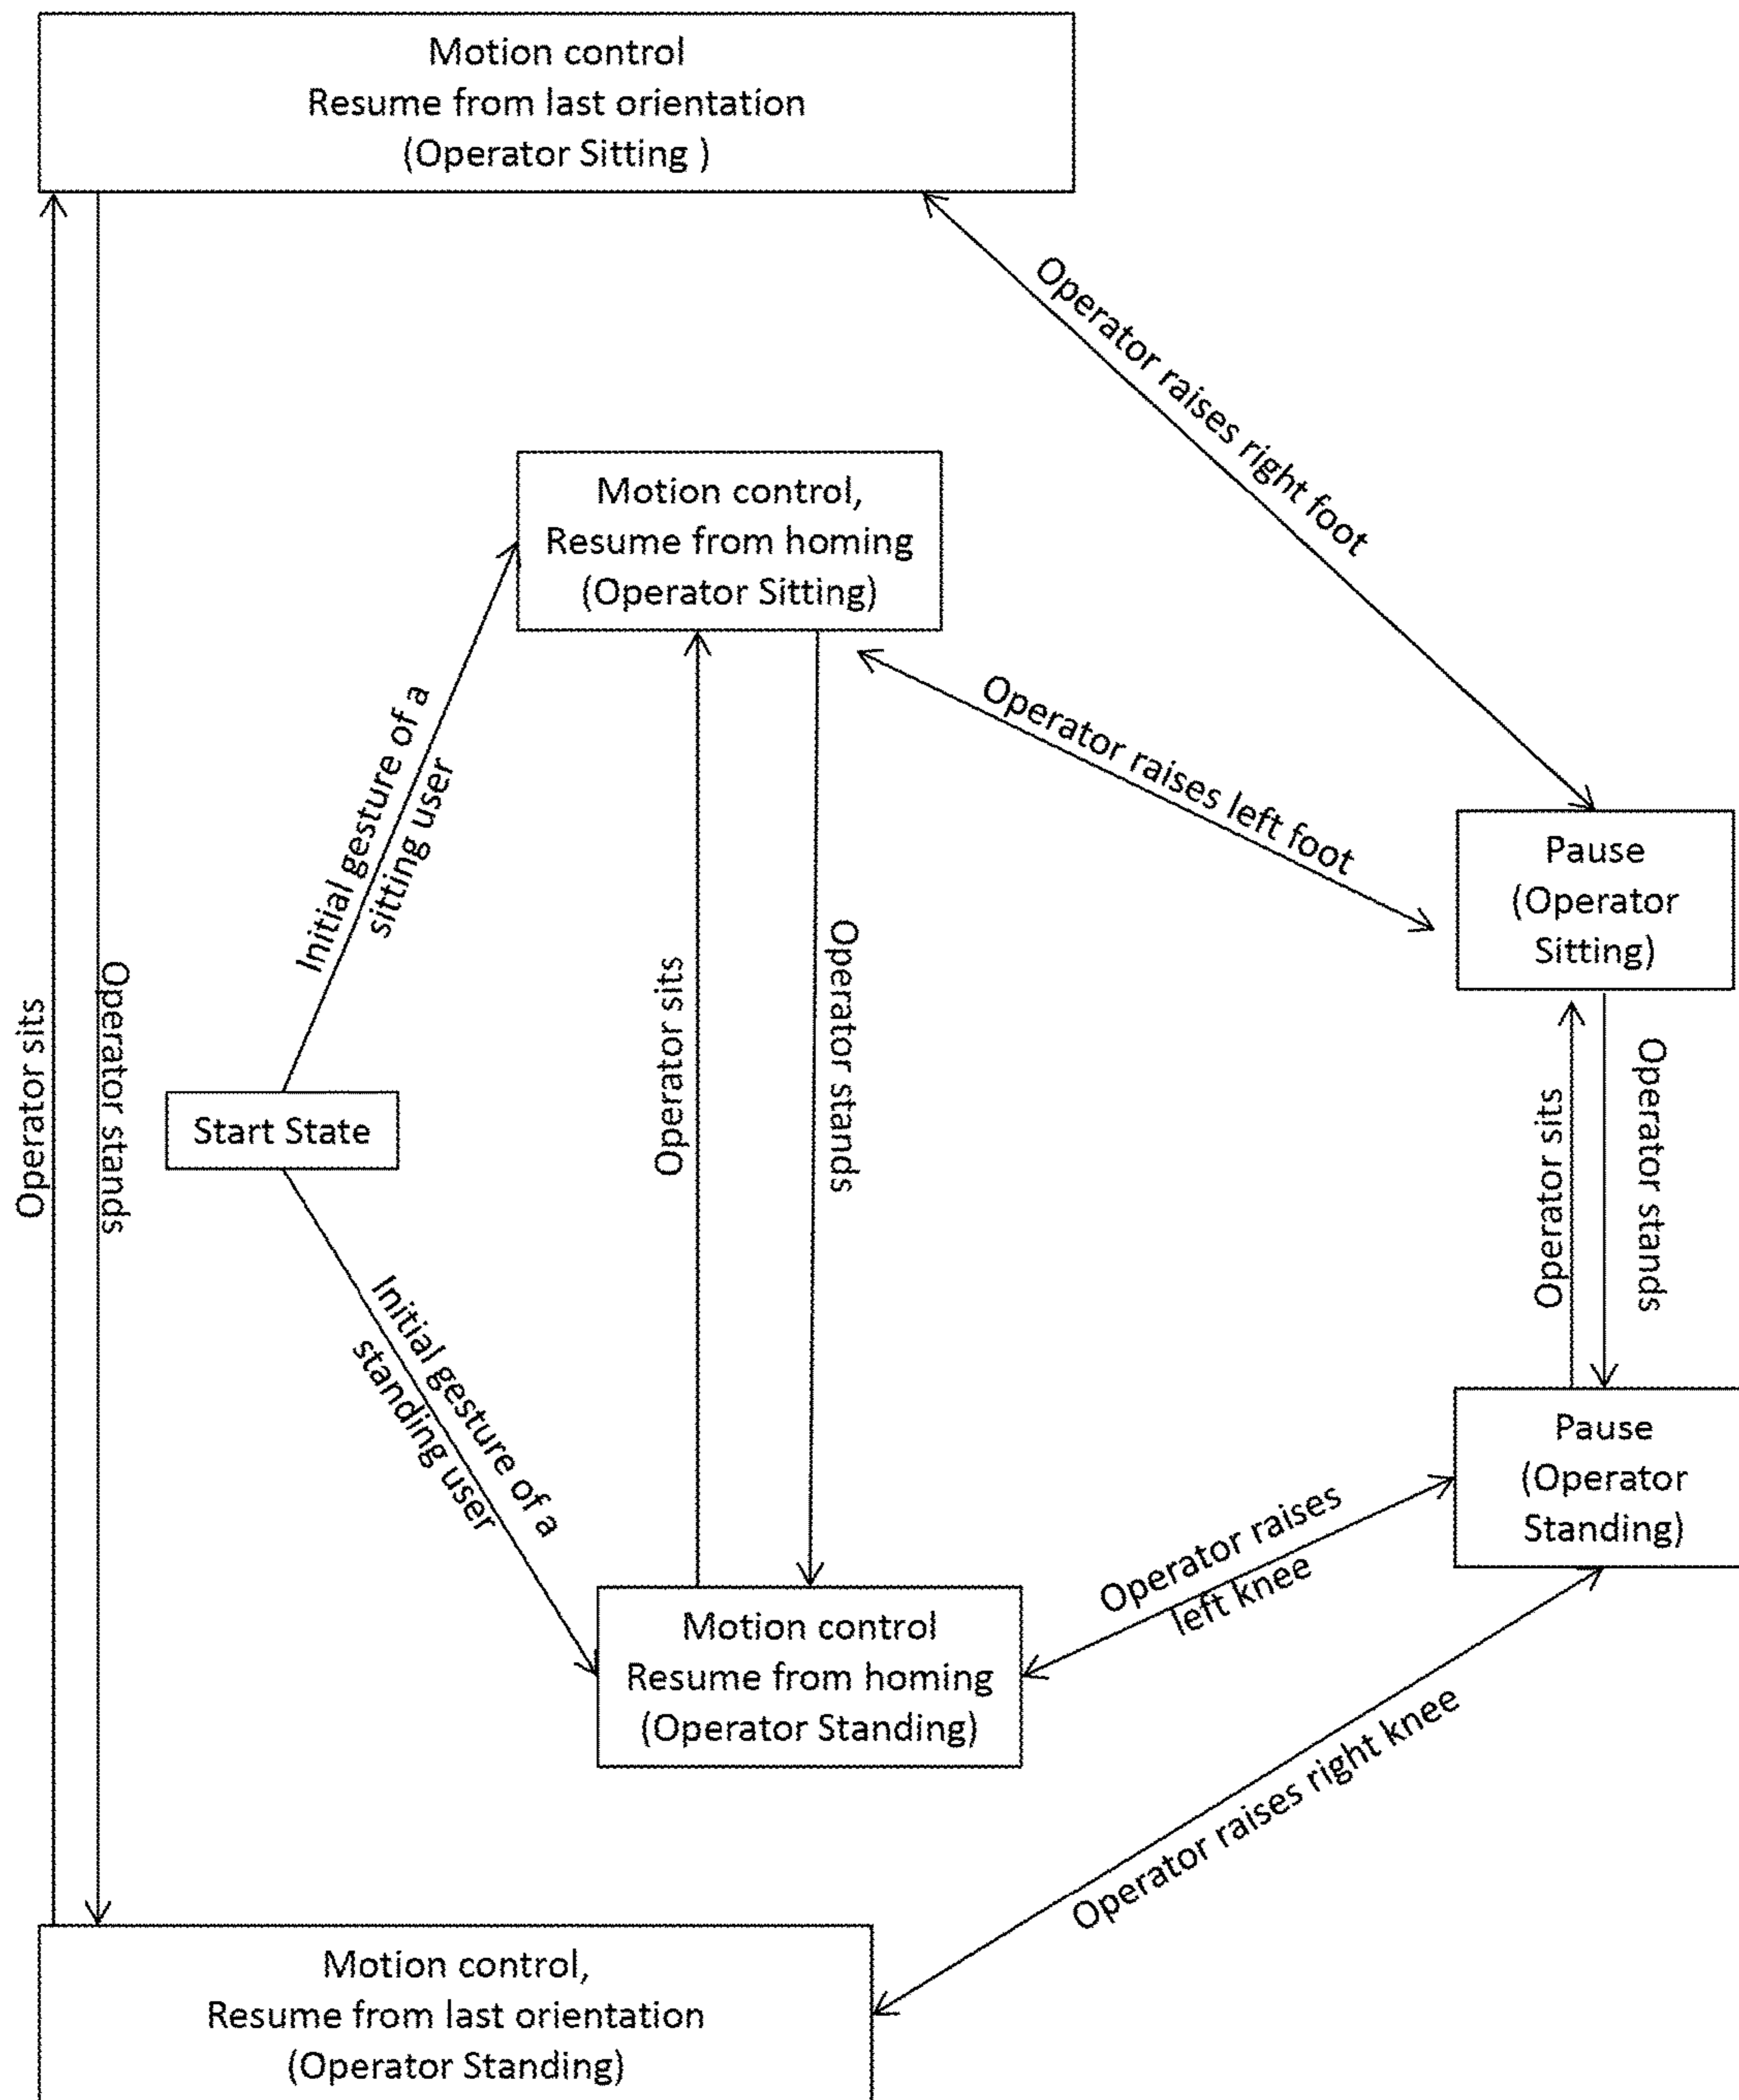 Motion control
Resume from last orientation
(Operator Sitting )
Operator raises right foot
Motion control,
Resume from homing
(Operator Sitting)
Initial gesture of a
sitting user
Operator raises left foot
Pause
(Operator
Sitting)
Operator sits
Operator stands
Start State
Operator sits
Operator stands
Operator sits
Operator stands
Initial gesture of a
standing user
Pause
(Operator
Standing)
Operator raises
left knee
Motion control
Resume from homing
(Operator Standing)
Operator raises right knee
Motion control,
Resume from last orientation
(Operator Standing)